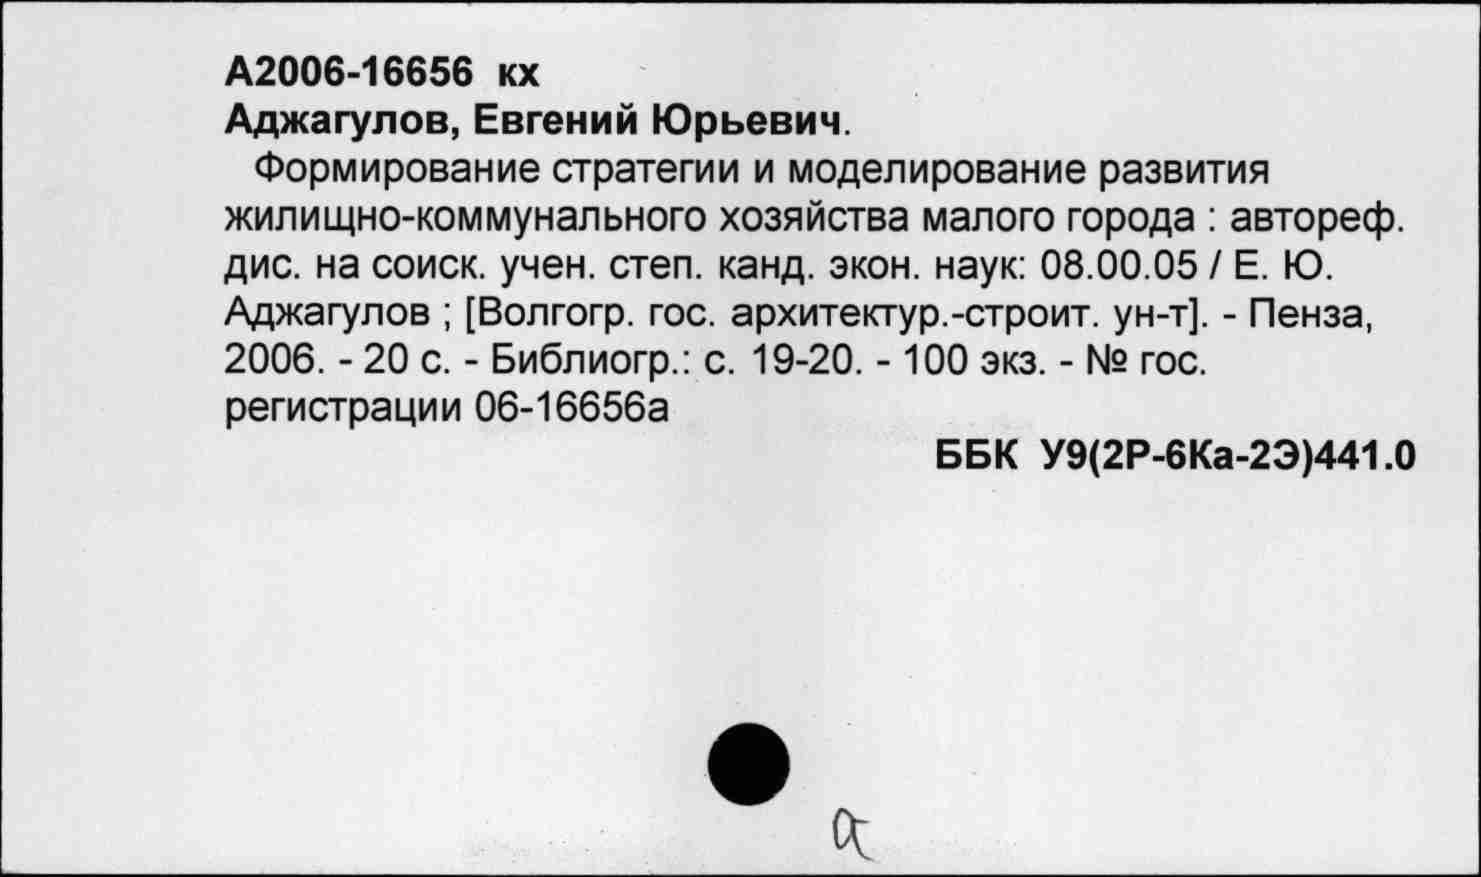 А2006-16656 кх
Аджагулов, Евгений Юрьевич.
Формирование стратегии и моделирование развития
жилищно-коммунального хозяйства малого города : автореф.
дис. на соиск. учен. степ. канд. экон. наук: 08.00.05 / Е. Ю.
Аджагулов ; [Волгогр. гос. архитектур.-строит. ун-т]. - Пенза,
2006. - 20 с. - Библиогр.: с. 19-20. - 100 экз. - № гос.
регистрации 06-16656а
ББК У9(2Р-6Ка-2Э)441.0